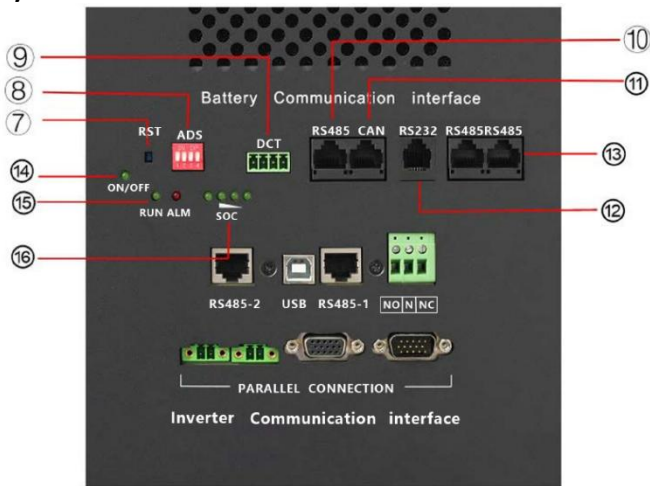 Battery Communication interface
⑨
⑩
⑧
⑪
⑦
RST ADS
DCT
RS485 CAN RS232 RS485RS485
⑬
⑭
ON/OFF
⑮
RUN ALM
SOC
⑫
⑯
RS485-2 USB RS485-1 NO N NC
PARALLEL CONNECTION
Inverter Communication interface